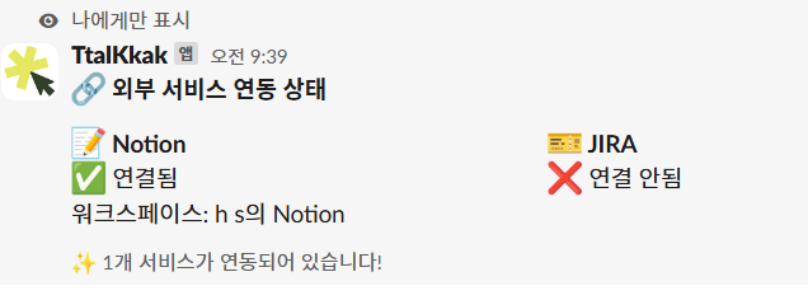 나에게만 표시
TtalKkak 앱 오전 9:39
외부 서비스 연동 상태
Notion
연결됨
워크스페이스: h s의 Notion
JIRA
연결 안됨
1개 서비스가 연동되어 있습니다!